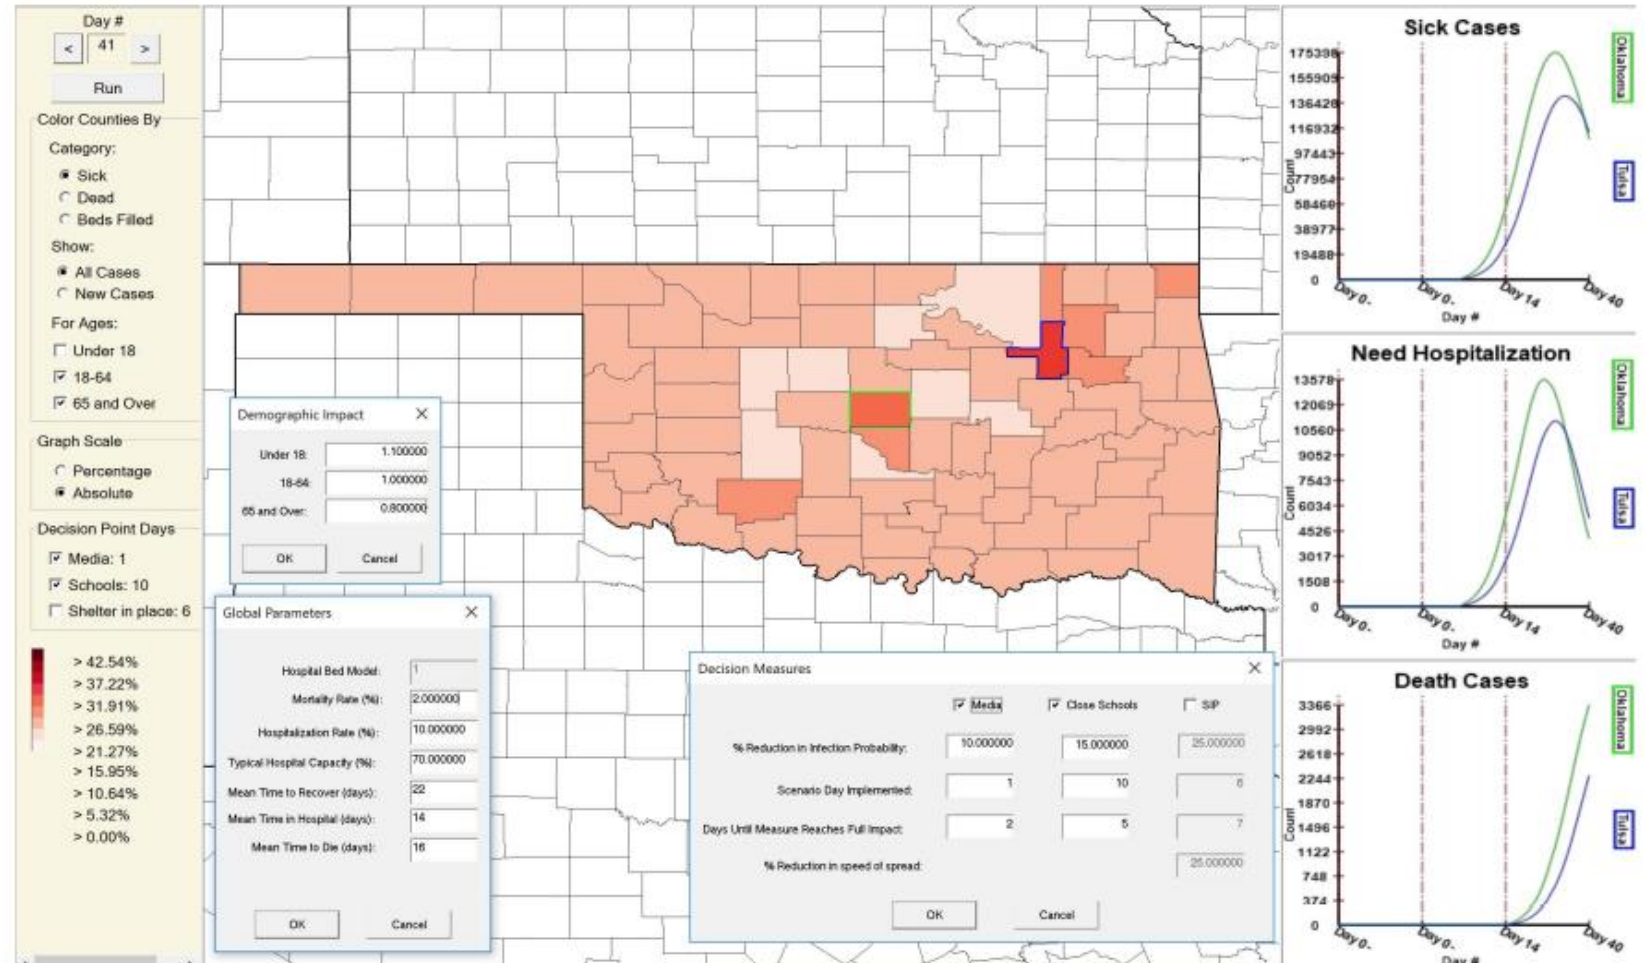 Day #
< 41 >
Run
Color Counties By
Category:
Sick
Dead
Beds Filled
Show:
All Cases
New Cases
For Ages:
Under 18
18-64
65 and Over
Graph Scale
Percentage
Absolute
Decision Point Days
Media: 1
Schools: 10
Shelter in place: 6
> 42.54%
> 37.22%
> 31.91%
> 26.59%
> 21.27%
> 15.95%
> 10.64%
> 5.32%
> 0.00%
Demographic Impact
Under 18: 1.100000
18-64: 1.000000
65 and Over: 0.800000
OK Cancel
Global Parameters
Hospital Bed Model: 1
Mortality Rate (%): 2.000000
Hospitalization Rate (%): 10.000000
Typical Hospital Capacity (%): 70.000000
Mean Time to Recover (days): 22
Mean Time in Hospital (days): 14
Mean Time to Die (days): 16
OK Cancel
Decision Measures
Media Close Schools SIP
% Reduction in Infection Probability: 10.000000 15.000000 25.000000
Scenario Day Implemented: 1 10 6
Days Until Measure Reaches Full Impact: 2 5 7
% Reduction in speed of spread: 25.000000
OK Cancel
Sick Cases
175398
155909
136420
116932
97443
77954
58466
38977
19488
0
Count
Day 0- Day 0- Day 14 Day 40
Day #
Oklahoma
Tulsa
Need Hospitalization
13578
12069
10560
9052
7543
6034
4526
3017
1508
0
Count
Day 0- Day 0- Day 14 Day 40
Day #
Oklahoma
Tulsa
Death Cases
3366
2992
2618
2244
1870
1496
1122
748
374
0
Count
Day 0- Day 0- Day 14 Day 40
Day #
Oklahoma
Tulsa